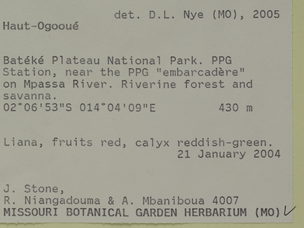 det. D.L. Nye (MO), 2005
Haut-Ogooué
Batéké Plateau National Park. PPG
Station, near the PPG "embarcadère"
on Mpassa River. Riverine forest and
savanna.
02°06'53"S 014°04'09"E 430 m
Liana, fruits red, calyx reddish-green.
21 January 2004
J. Stone,
R. Niangadouma & A. Mbaniboua 4007
MISSOURI BOTANICAL GARDEN HERBARIUM (MO)